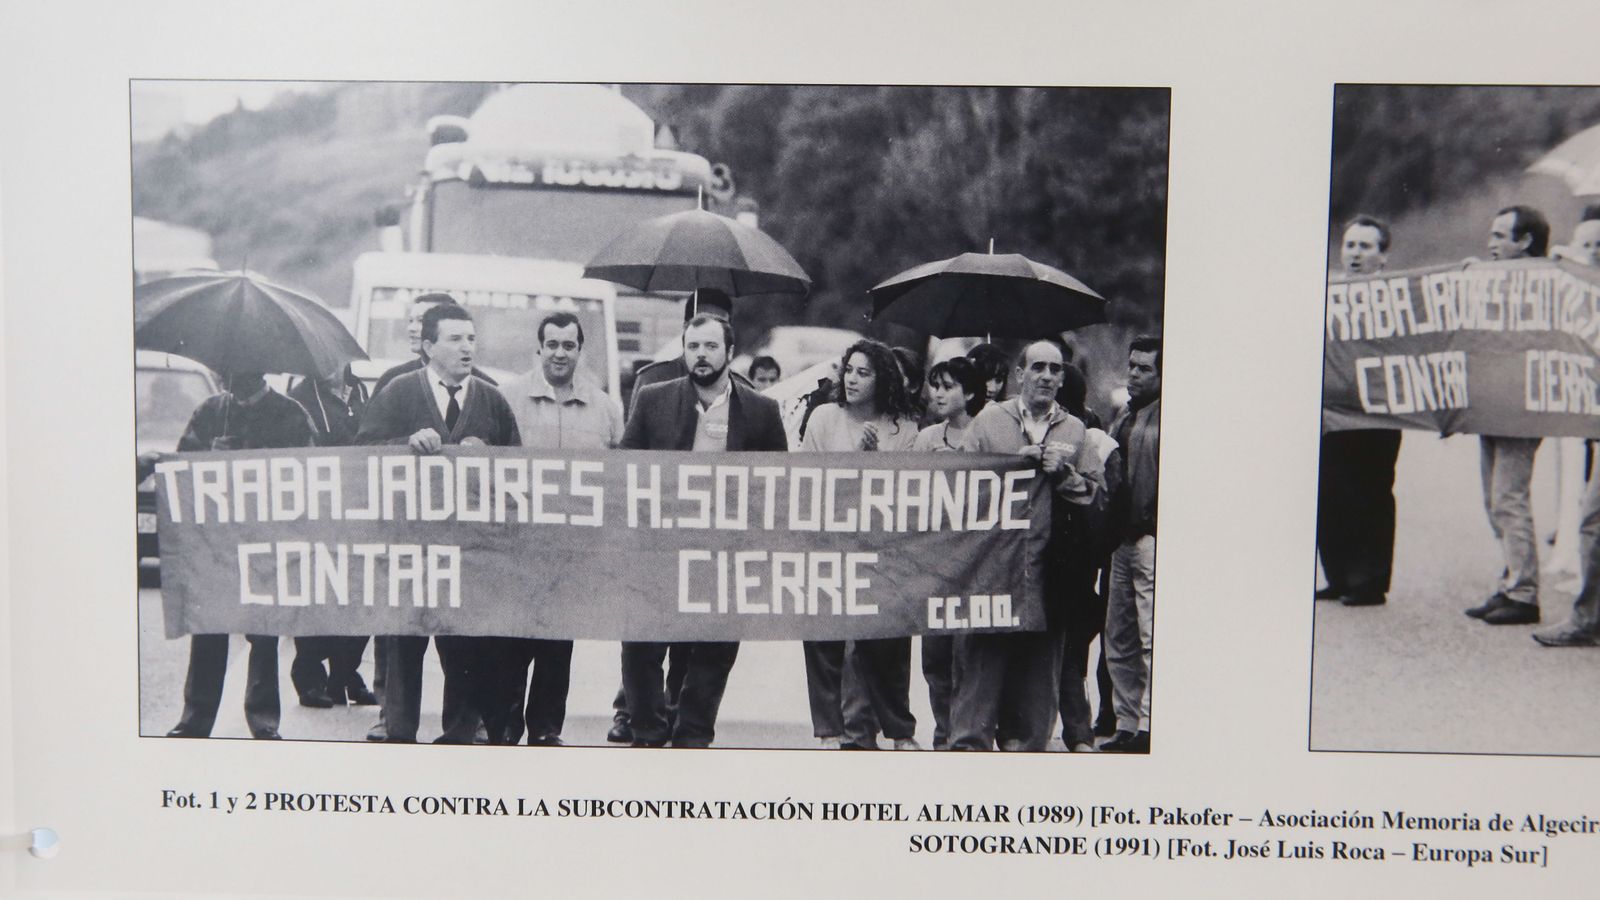 TRABAJADORES H.SOTOGRANDE
CONTRA CIERRE
CC.OO.
TRABAJADORES H.SOTO
CONTRA CIERRE
Fot. 1 y 2 PROTESTA CONTRA LA SUBCONTRATACIÓN HOTEL ALMAR (1989) [Fot. Pakofer – Asociación Memoria de Algecir
SOTOGRANDE (1991) [Fot. José Luis Roca – Europa Sur]